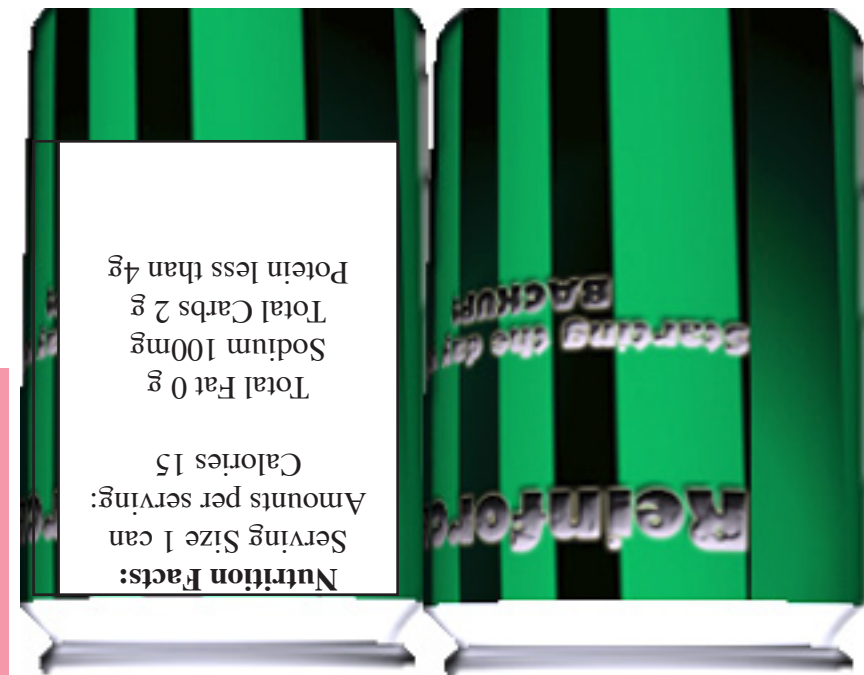 Reinforc
Starting the day
BACKUP!
Nutrition Facts:
Serving Size 1 can
Amounts per serving:
Calories 15
Total Fat 0 g
Sodium 100mg
Total Carbs 2 g
Potein less than 4g